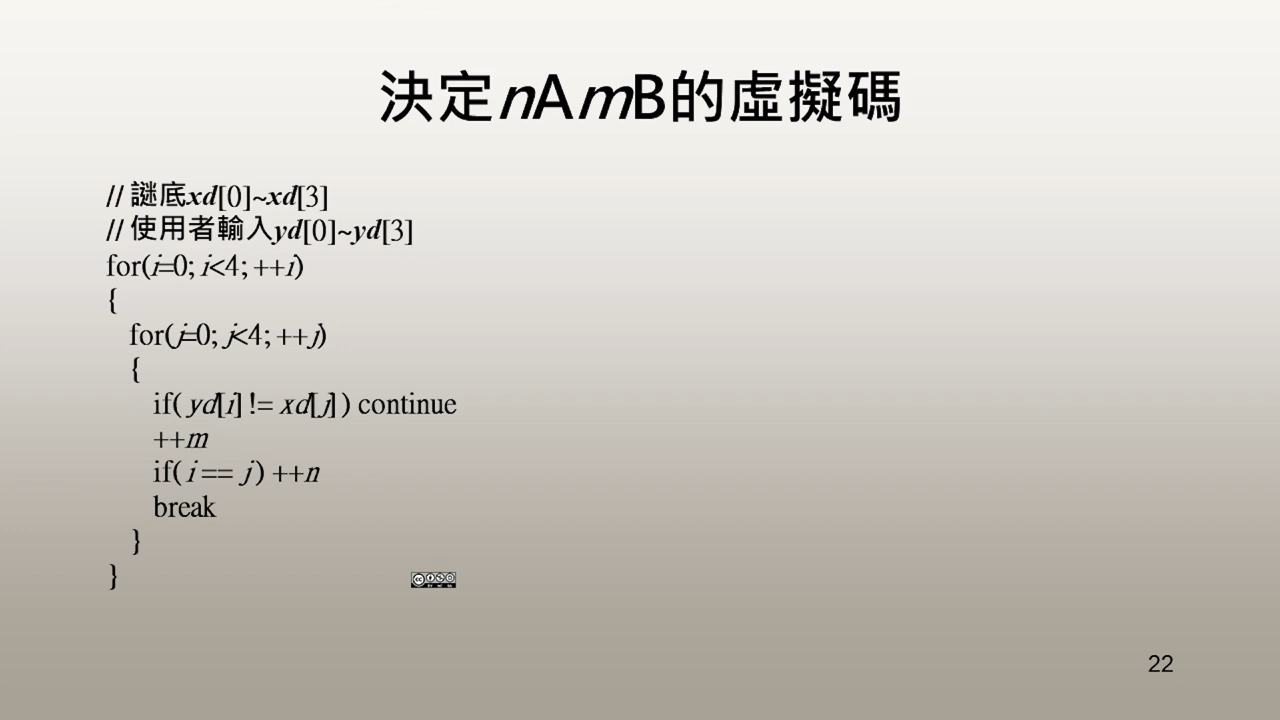 決定nAmB的虛擬碼
// 謎底xd[0]~xd[3]
// 使用者輸入yd[0]~yd[3]
for(i=0; i<4; ++i)
{
for(j=0; j<4; ++j)
{
if( yd[i] != xd[j] ) continue
++m
if( i == j ) ++n
break
}
}
22